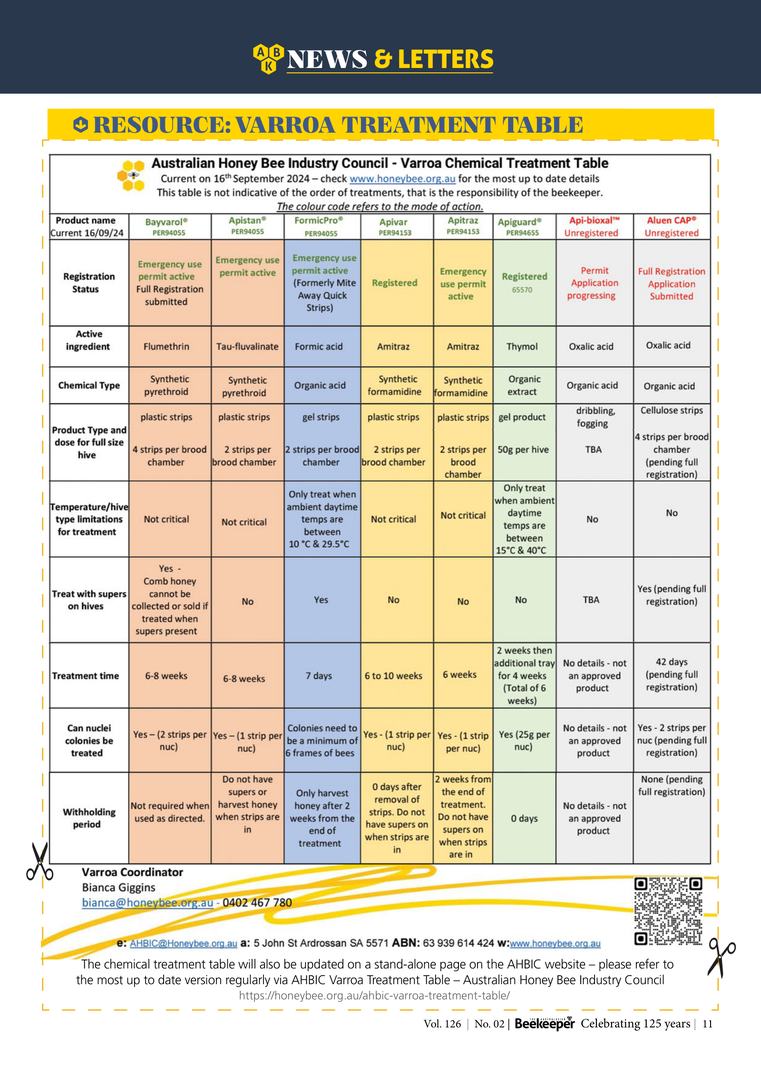 ABK NEWS & LETTERS
RESOURCE: VARROA TREATMENT TABLE
Australian Honey Bee Industry Council - Varroa Chemical Treatment Table
Current on 16th September 2024 – check www.honeybee.org.au for the most up to date details
This table is not indicative of the order of treatments, that is the responsibility of the beekeeper.
The colour code refers to the mode of action.
Product name
Current 16/09/24
Bayvarol®
PER94055
Apistan®
PER94055
FormicPro®
PER94055
Apivar
PER94153
Apitraz
PER94153
Apiguard®
PER94655
Api-bioxal™
Unregistered
Aluen CAP®
Unregistered
Registration
Status
Emergency use
permit active
Full Registration
submitted
Emergency use
permit active
Emergency use
permit active
(Formerly Mite
Away Quick
Strips)
Registered
Emergency
use permit
active
Registered
65570
Permit
Application
progressing
Full Registration
Application
Submitted
Active
ingredient
Flumethrin
Tau-fluvalinate
Formic acid
Amitraz
Amitraz
Thymol
Oxalic acid
Oxalic acid
Chemical Type
Synthetic
pyrethroid
Synthetic
pyrethroid
Organic acid
Synthetic
formamidine
Synthetic
formamidine
Organic
extract
Organic acid
Organic acid
Product Type and
dose for full size
hive
plastic strips
4 strips per brood
chamber
plastic strips
2 strips per
brood chamber
gel strips
2 strips per brood
chamber
plastic strips
2 strips per
brood chamber
plastic strips
2 strips per
brood
chamber
gel product
50g per hive
dribbling,
fogging
TBA
Cellulose strips
4 strips per brood
chamber
(pending full
registration)
Temperature/hive
type limitations
for treatment
Not critical
Not critical
Only treat when
ambient daytime
temps are
between
10 °C & 29.5°C
Not critical
Not critical
Only treat
when ambient
daytime
temps are
between
15°C & 40°C
No
No
Treat with supers
on hives
Yes -
Comb honey
cannot be
collected or sold if
treated when
supers present
No
Yes
No
No
No
TBA
Yes (pending full
registration)
Treatment time
6-8 weeks
6-8 weeks
7 days
6 to 10 weeks
6 weeks
2 weeks then
additional tray
for 4 weeks
(Total of 6
weeks)
No details - not
an approved
product
42 days
(pending full
registration)
Can nuclei
colonies be
treated
Yes – (2 strips per
nuc)
Yes – (1 strip per
nuc)
Colonies need to
be a minimum of
6 frames of bees
Yes - (1 strip per
nuc)
Yes - (1 strip
per nuc)
Yes (25g per
nuc)
No details - not
an approved
product
Yes - 2 strips per
nuc (pending full
registration)
Withholding
period
Not required when
used as directed.
Do not have
supers or
harvest honey
when strips are
in
Only harvest
honey after 2
weeks from the
end of
treatment
0 days after
removal of
strips. Do not
have supers on
when strips are
in
2 weeks from
the end of
treatment.
Do not have
supers on
when strips
are in
0 days
No details - not
an approved
product
None (pending
full registration)
Varroa Coordinator
Bianca Giggins
bianca@honeybee.org.au - 0402 467 780
e: AHBIC@Honeybee.org.au a: 5 John St Ardrossan SA 5571 ABN: 63 939 614 424 w:www.honeybee.org.au
The chemical treatment table will also be updated on a stand-alone page on the AHBIC website – please refer to
the most up to date version regularly via AHBIC Varroa Treatment Table – Australian Honey Bee Industry Council
https://honeybee.org.au/ahbic-varroa-treatment-table/
Vol. 126 | No. 02 | Beekeeper Celebrating 125 years | 11